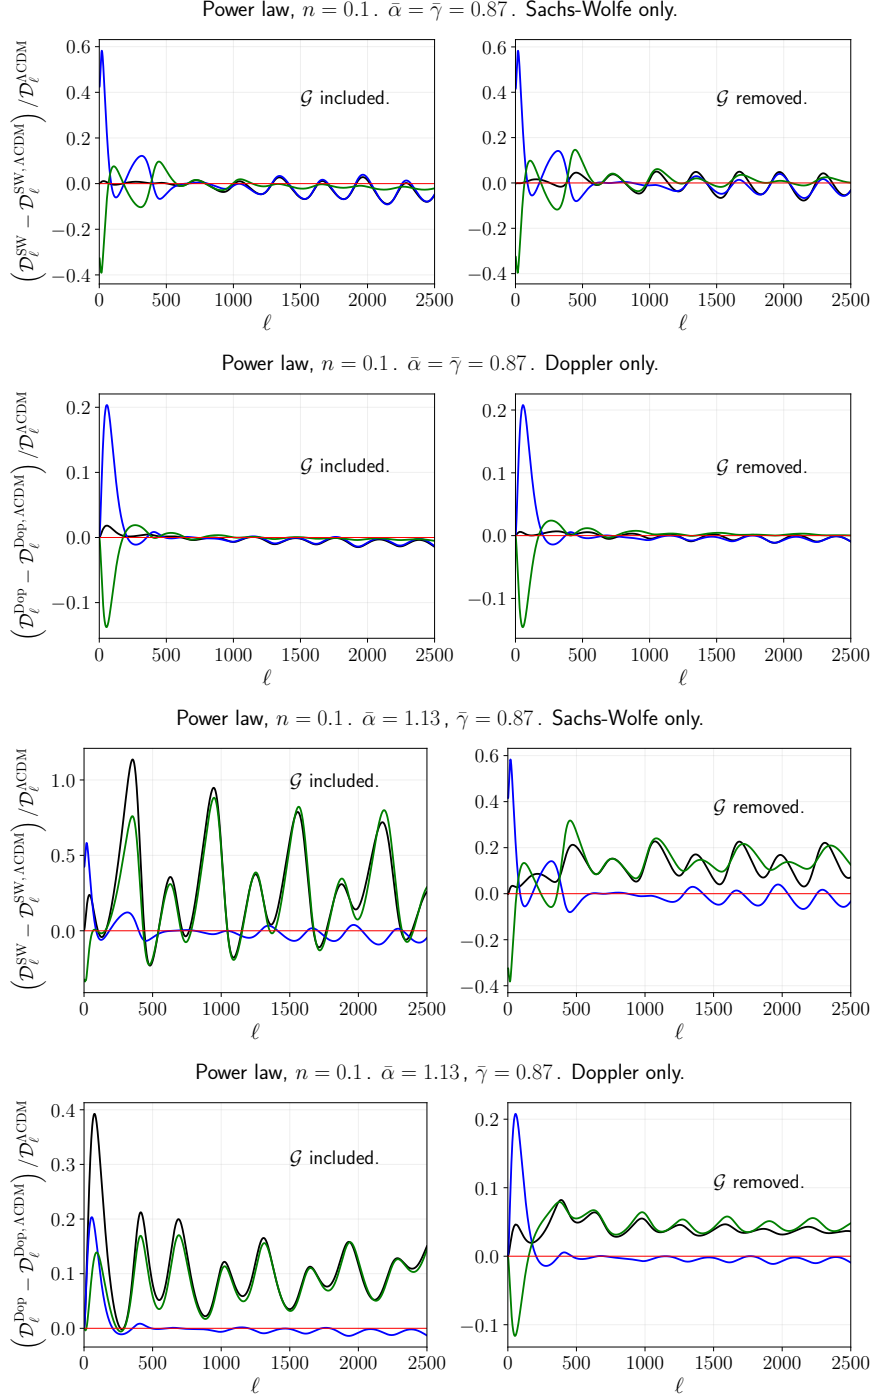 Power law, n = 0.1. ᾱ = γ̄ = 0.87. Sachs-Wolfe only.
(𝒟_ℓ^SW − 𝒟_ℓ^SW,ΛCDM) /𝒟_ℓ^ΛCDM
0.6
0.4
0.2
0.0
−0.2
−0.4
𝒢 included.
0 500 1000 1500 2000 2500
ℓ
0.6
0.4
0.2
0.0
−0.2
−0.4
𝒢 removed.
0 500 1000 1500 2000 2500
ℓ
Power law, n = 0.1. ᾱ = γ̄ = 0.87. Doppler only.
(𝒟_ℓ^Dop − 𝒟_ℓ^Dop,ΛCDM) /𝒟_ℓ^ΛCDM
0.2
0.1
0.0
−0.1
𝒢 included.
0 500 1000 1500 2000 2500
ℓ
0.2
0.1
0.0
−0.1
𝒢 removed.
0 500 1000 1500 2000 2500
ℓ
Power law, n = 0.1. ᾱ = 1.13, γ̄ = 0.87. Sachs-Wolfe only.
(𝒟_ℓ^SW − 𝒟_ℓ^SW,ΛCDM) /𝒟_ℓ^ΛCDM
1.0
0.5
0.0
𝒢 included.
0 500 1000 1500 2000 2500
ℓ
0.6
0.4
0.2
0.0
−0.2
−0.4
𝒢 removed.
0 500 1000 1500 2000 2500
ℓ
Power law, n = 0.1. ᾱ = 1.13, γ̄ = 0.87. Doppler only.
(𝒟_ℓ^Dop − 𝒟_ℓ^Dop,ΛCDM) /𝒟_ℓ^ΛCDM
0.4
0.3
0.2
0.1
0.0
𝒢 included.
0 500 1000 1500 2000 2500
ℓ
0.2
0.1
0.0
−0.1
𝒢 removed.
0 500 1000 1500 2000 2500
ℓ